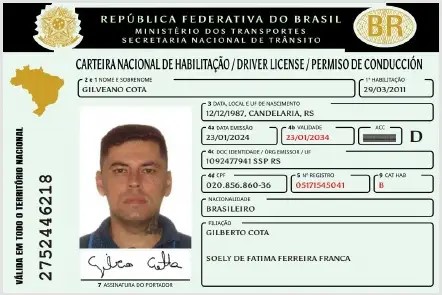 REPÚBLICA FEDERATIVA DO BRASIL
MINISTÉRIO DOS TRANSPORTES
SECRETARIA NACIONAL DE TRÂNSITO
BR
CARTEIRA NACIONAL DE HABILITAÇÃO / DRIVER LICENSE / PERMISO DE CONDUCCIÓN
2 e 1 NOME E SOBRENOME
GILVEANO COTA
1ª HABILITAÇÃO
29/03/2011
3 DATA, LOCAL E UF DE NASCIMENTO
12/12/1987, CANDELARIA, RS
4a DATA EMISSÃO
23/01/2024
4b VALIDADE
23/01/2034
ACC
D
4c DOC IDENTIDADE / ÓRG EMISSOR / UF
1092477941 SSP RS
4d CPF
020.856.860-36
5 Nº REGISTRO
05171545041
9 CAT HAB
B
NACIONALIDADE
BRASILEIRO
FILIAÇÃO
GILBERTO COTA
SOELY DE FATIMA FERREIRA FRANCA
7 ASSINATURA DO PORTADOR
VÁLIDA EM TODO O TERRITÓRIO NACIONAL
2752446218